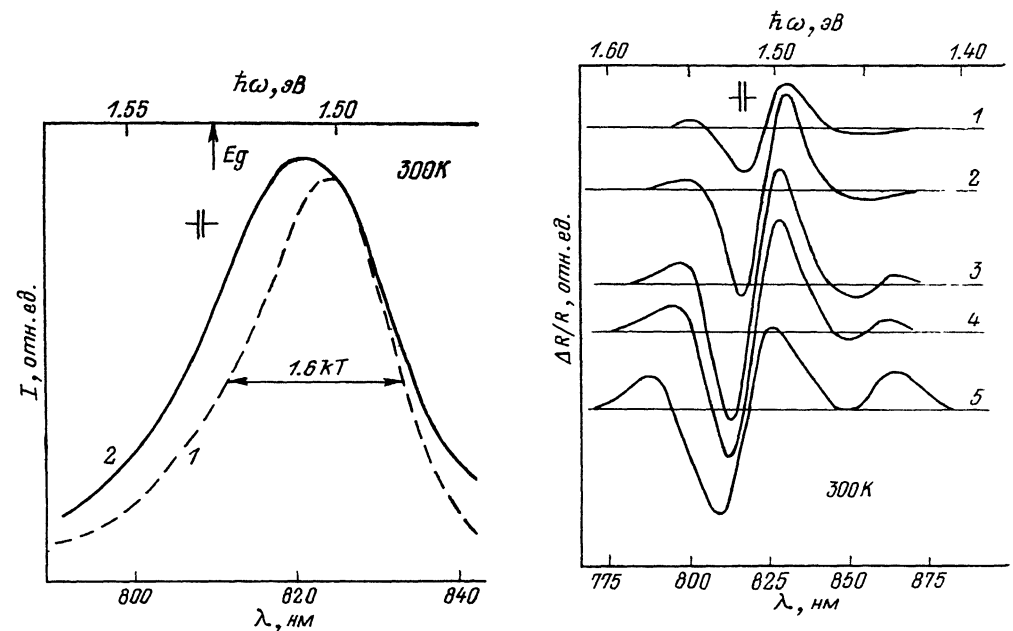 ħω, эВ
1.55 1.50
Eg
300К
I, отн. ед.
1.6 kT
2 1
800 820 840
λ, нм
ħω, эВ
1.60 1.50 1.40
1
2
3
4
5
ΔR/R, отн. ед.
300К
775 800 825 850 875
λ, нм